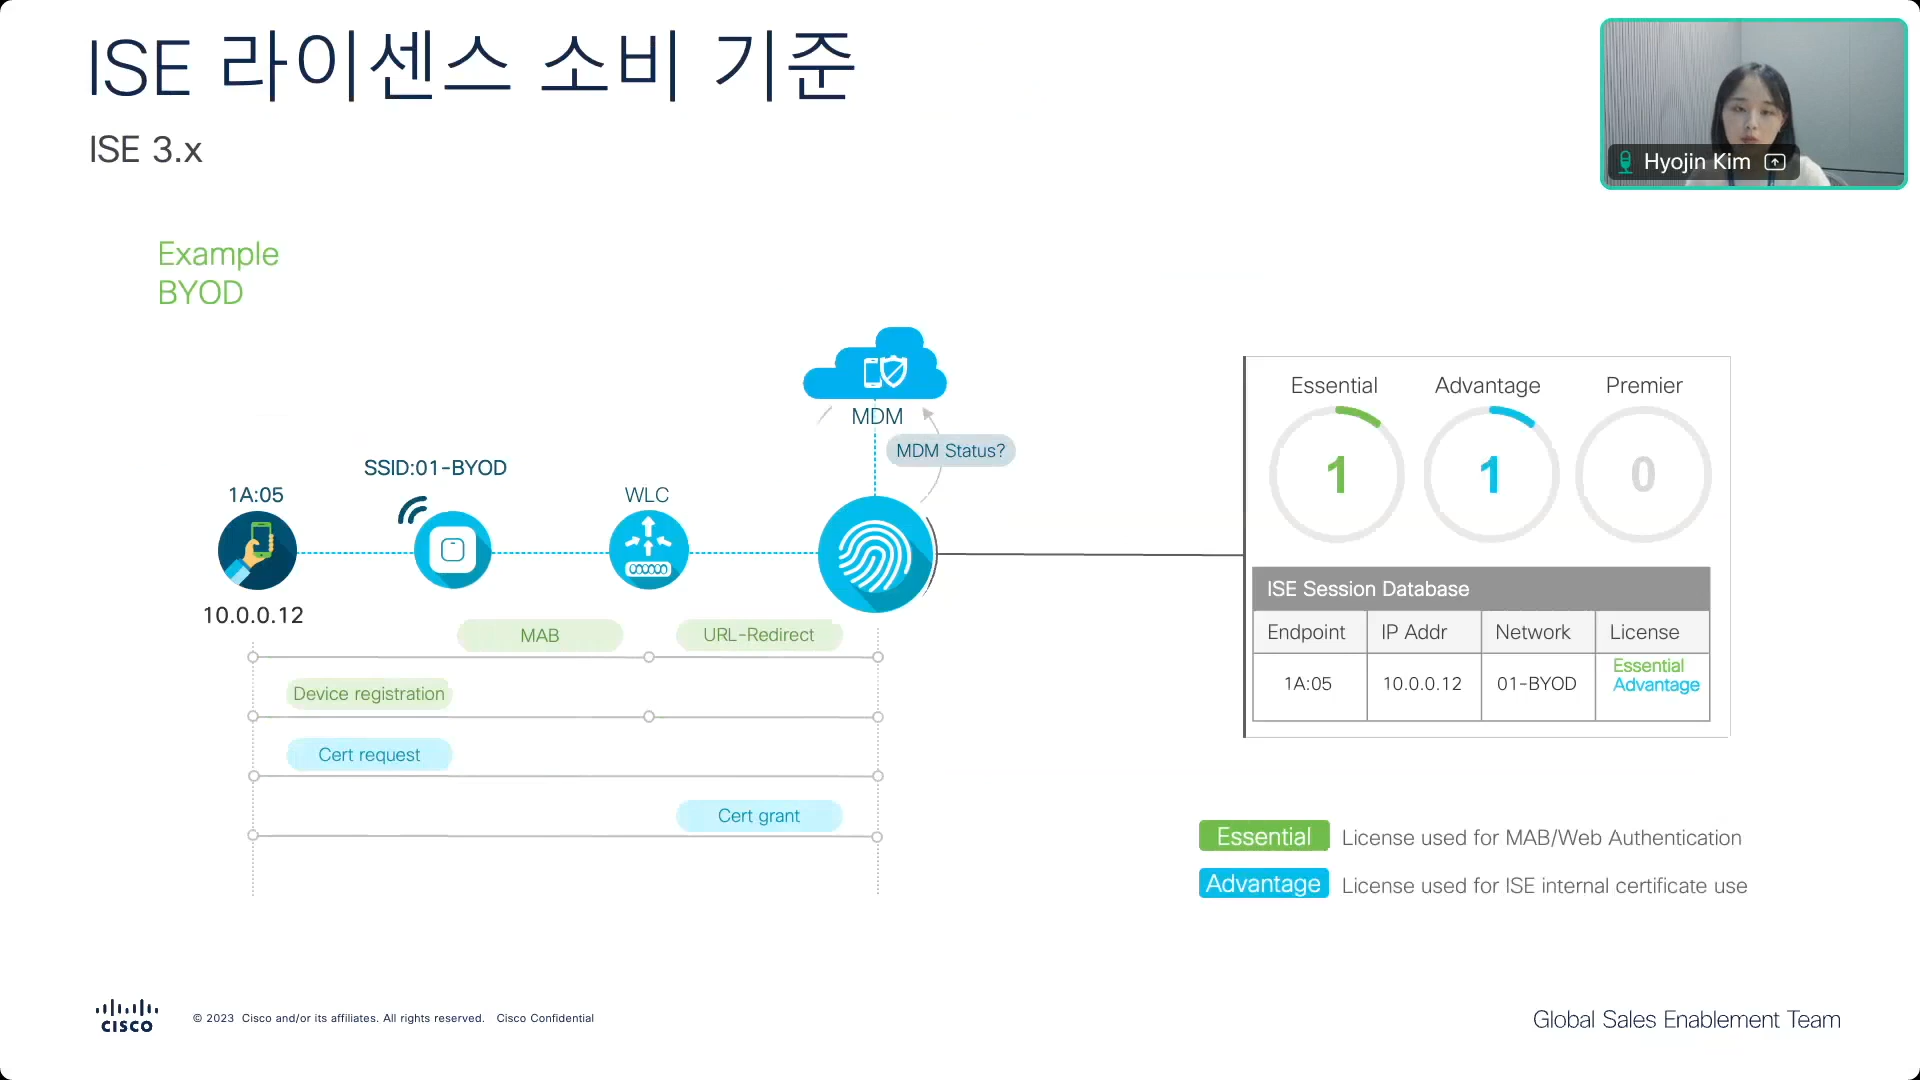 ISE 라이센스 소비 기준
ISE 3.x
Hyojin Kim
Example
BYOD
MDM
MDM Status?
SSID:01-BYOD
1A:05
WLC
10.0.0.12
MAB
URL-Redirect
Device registration
Cert request
Cert grant
Essential Advantage Premier
1 1 0
ISE Session Database
Endpoint IP Addr Network License
1A:05 10.0.0.12 01-BYOD Essential
Advantage
Essential License used for MAB/Web Authentication
Advantage License used for ISE internal certificate use
CISCO
© 2023 Cisco and/or its affiliates. All rights reserved. Cisco Confidential
Global Sales Enablement Team